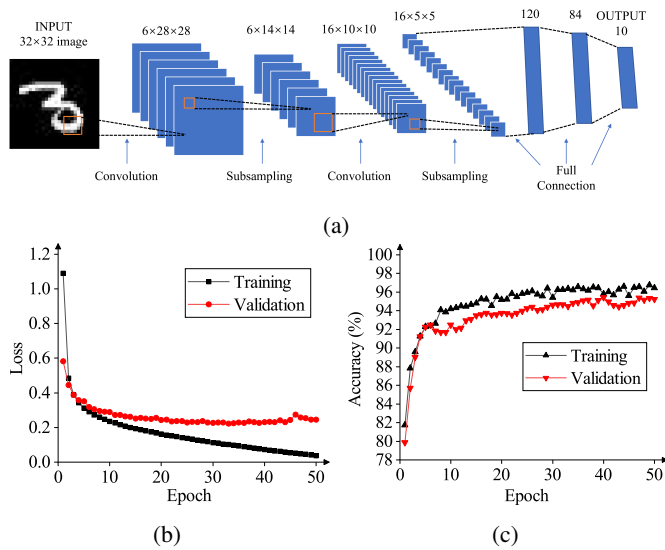 INPUT
32×32 image
6×28×28
6×14×14
16×10×10
16×5×5
120
84
OUTPUT
10
Convolution
Subsampling
Convolution
Subsampling
Full
Connection
(a)
1.2
1.0
0.8
0.6
0.4
0.2
0.0
Loss
Training
Validation
0 10 20 30 40 50
Epoch
(b)
100
98
96
94
92
90
88
86
84
82
80
78
Accuracy (%)
Training
Validation
0 10 20 30 40 50
Epoch
(c)